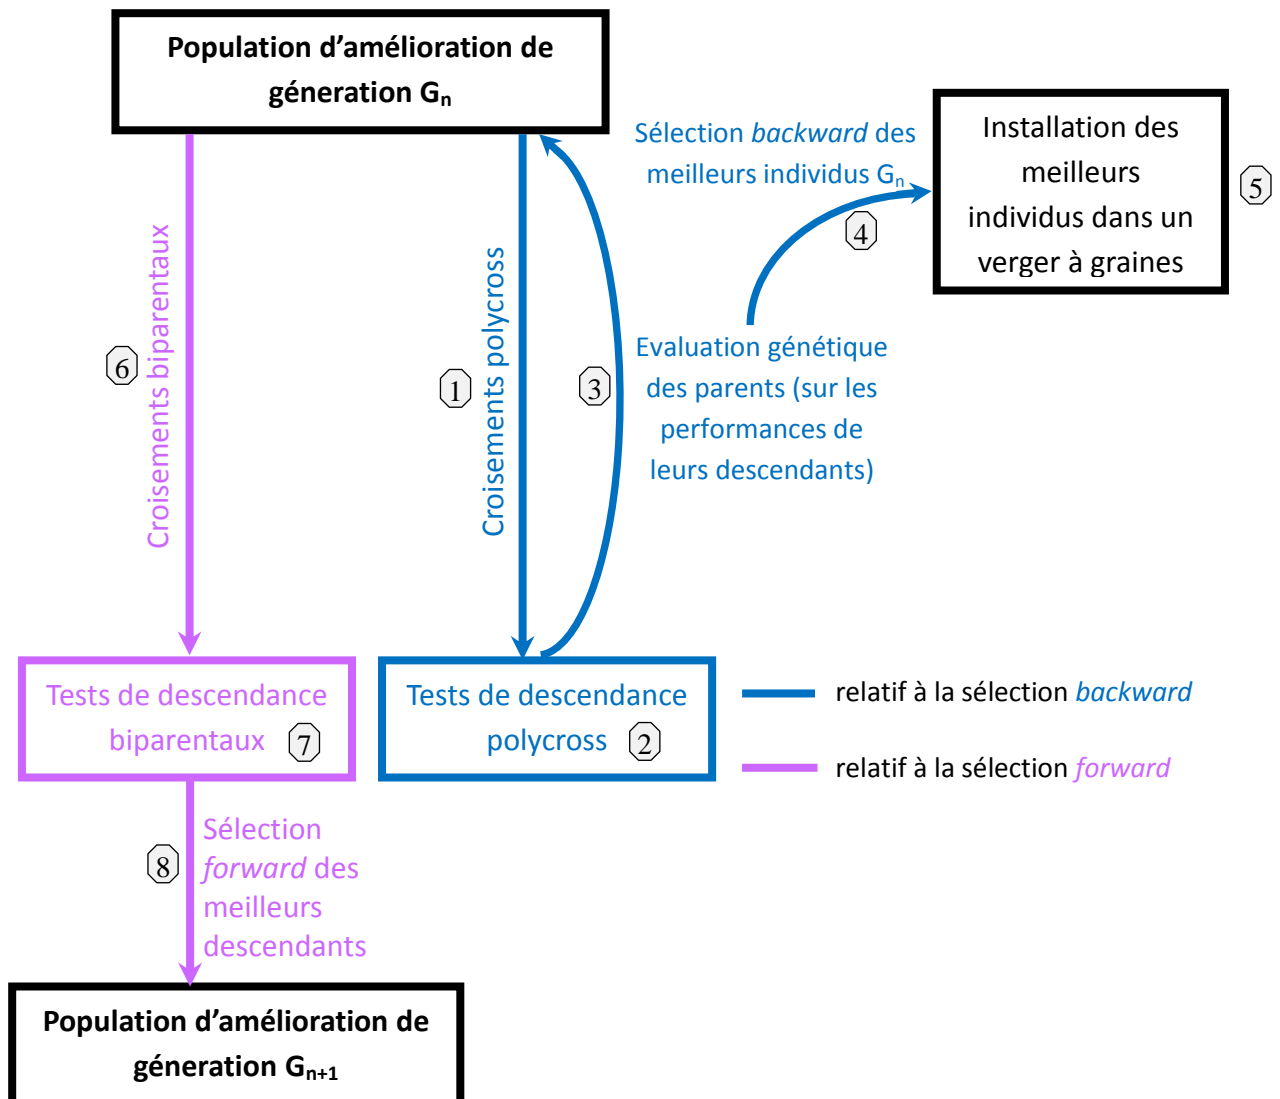 Population d’amélioration de
géneration Gn
Sélection backward des
meilleurs individus Gn
4
Installation des
meilleurs
individus dans un
verger à graines
5
6
Croisements biparentaux
1
Croisements polycross
3
Evaluation génétique
des parents (sur les
performances de
leurs descendants)
Tests de descendance
biparentaux 7
Tests de descendance
polycross 2
relatif à la sélection backward
relatif à la sélection forward
8
Sélection
forward des
meilleurs
descendants
Population d’amélioration de
géneration Gn+1